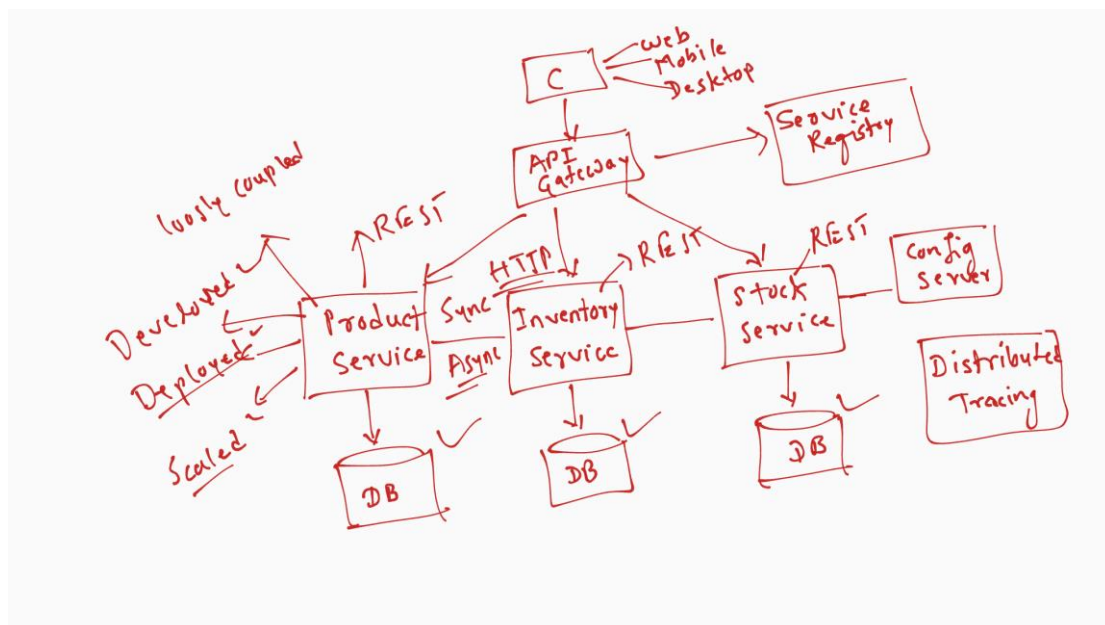 C
Web
Mobile
Desktop
API
Gateway
Service
Registry
loosly coupled
REST
HTTP
REST
REST
Config
Server
Developed
Deployed
Scaled
Product
Service
Sync
Async
Inventory
Service
Stock
Service
Distributed
Tracing
DB
DB
DB